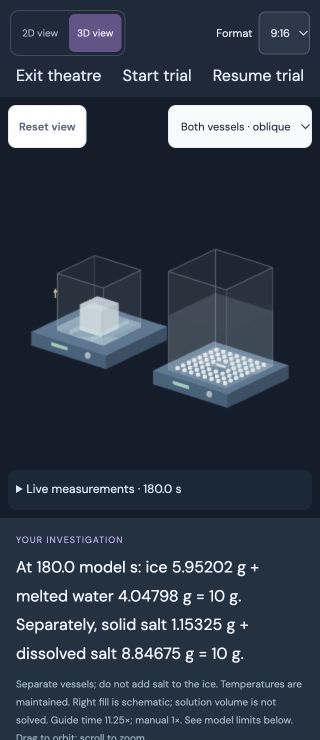 2D view 3D view Format 9:16
Exit theatre Start trial Resume trial
Reset view Both vessels · oblique
Live measurements · 180.0 s
YOUR INVESTIGATION
At 180.0 model s: ice 5.95202 g +
melted water 4.04798 g = 10 g.
Separately, solid salt 1.15325 g +
dissolved salt 8.84675 g = 10 g.
Separate vessels; do not add salt to the ice. Temperatures are
maintained. Right fill is schematic; solution volume is not
solved. Guide time 11.25×; manual 1×. See model limits below.
Drag to orbit; scroll to zoom